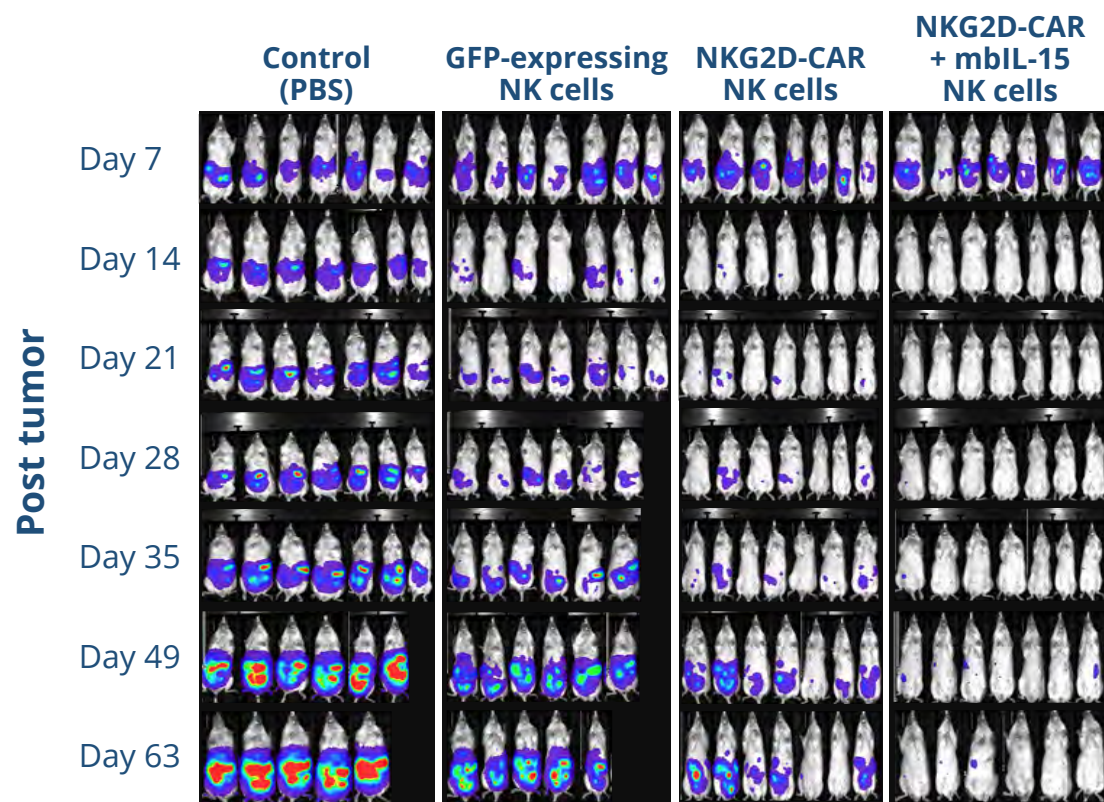 Control
(PBS)
GFP-expressing
NK cells
NKG2D-CAR
NK cells
NKG2D-CAR
+ mbIL-15
NK cells
Post tumor
Day 7
Day 14
Day 21
Day 28
Day 35
Day 49
Day 63